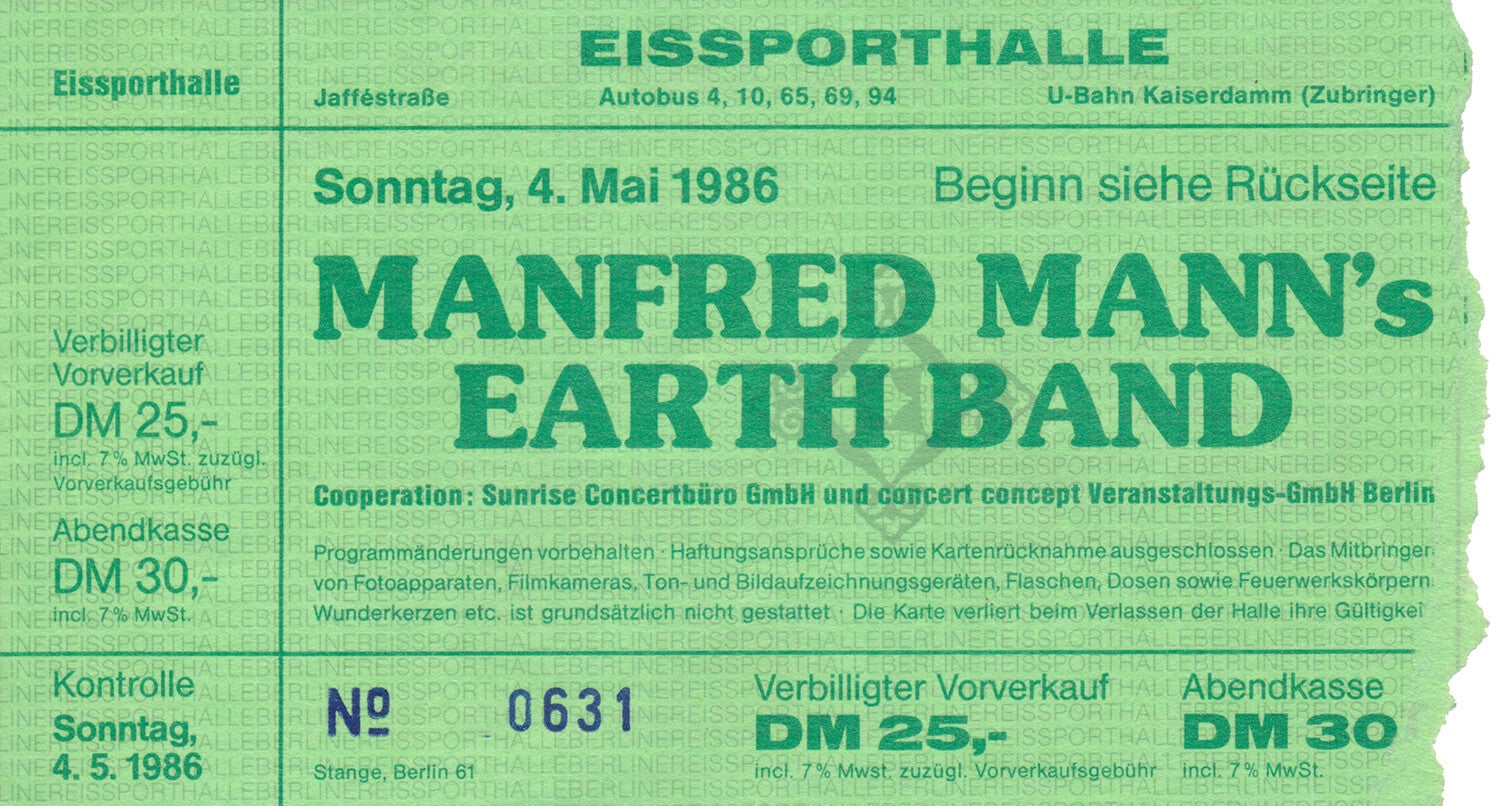 Eissporthalle
EISSPORTHALLE
Jafféstraße Autobus 4, 10, 65, 69, 94 U-Bahn Kaiserdamm (Zubringer)
Sonntag, 4. Mai 1986 Beginn siehe Rückseite
MANFRED MANN's
EARTH BAND
Cooperation: Sunrise Concertbüro GmbH und concert concept Veranstaltungs-GmbH Berlin
Programmänderungen vorbehalten · Haftungsansprüche sowie Kartenrücknahme ausgeschlossen · Das Mitbringen
von Fotoapparaten, Filmkameras, Ton- und Bildaufzeichnungsgeräten, Flaschen, Dosen sowie Feuerwerkskörpern
Wunderkerzen etc. ist grundsätzlich nicht gestattet · Die Karte verliert beim Verlassen der Halle ihre Gültigkei
Verbilligter
Vorverkauf
DM 25,-
incl. 7% MwSt. zuzügl.
Vorverkaufsgebühr
Abendkasse
DM 30,-
incl. 7% MwSt.
Kontrolle
Sonntag,
4. 5. 1986
Nº 0631
Stange, Berlin 61
Verbilligter Vorverkauf
DM 25,-
incl. 7% Mwst. zuzügl. Vorverkaufsgebühr
Abendkasse
DM 30
incl. 7% MwSt.